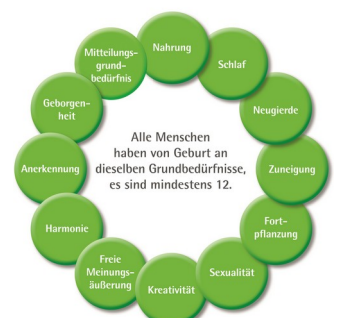 Nahrung
Schlaf
Neugierde
Zuneigung
Fort-
pflanzung
Sexualität
Kreativität
Freie
Meinungs-
äußerung
Harmonie
Anerkennung
Geborgen-
heit
Mitteilungs-
grund-
bedürfnis
Alle Menschen
haben von Geburt an
dieselben Grundbedürfnisse,
es sind mindestens 12.